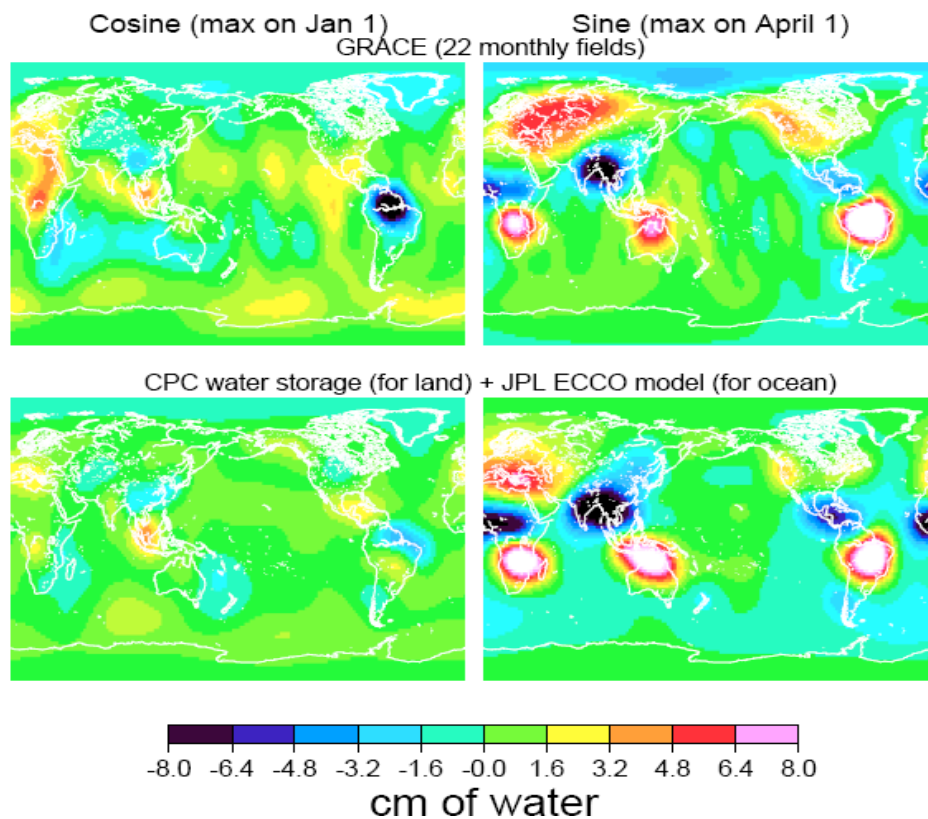 Cosine (max on Jan 1) Sine (max on April 1)
GRACE (22 monthly fields)
CPC water storage (for land) + JPL ECCO model (for ocean)
-8.0 -6.4 -4.8 -3.2 -1.6 -0.0 1.6 3.2 4.8 6.4 8.0
cm of water